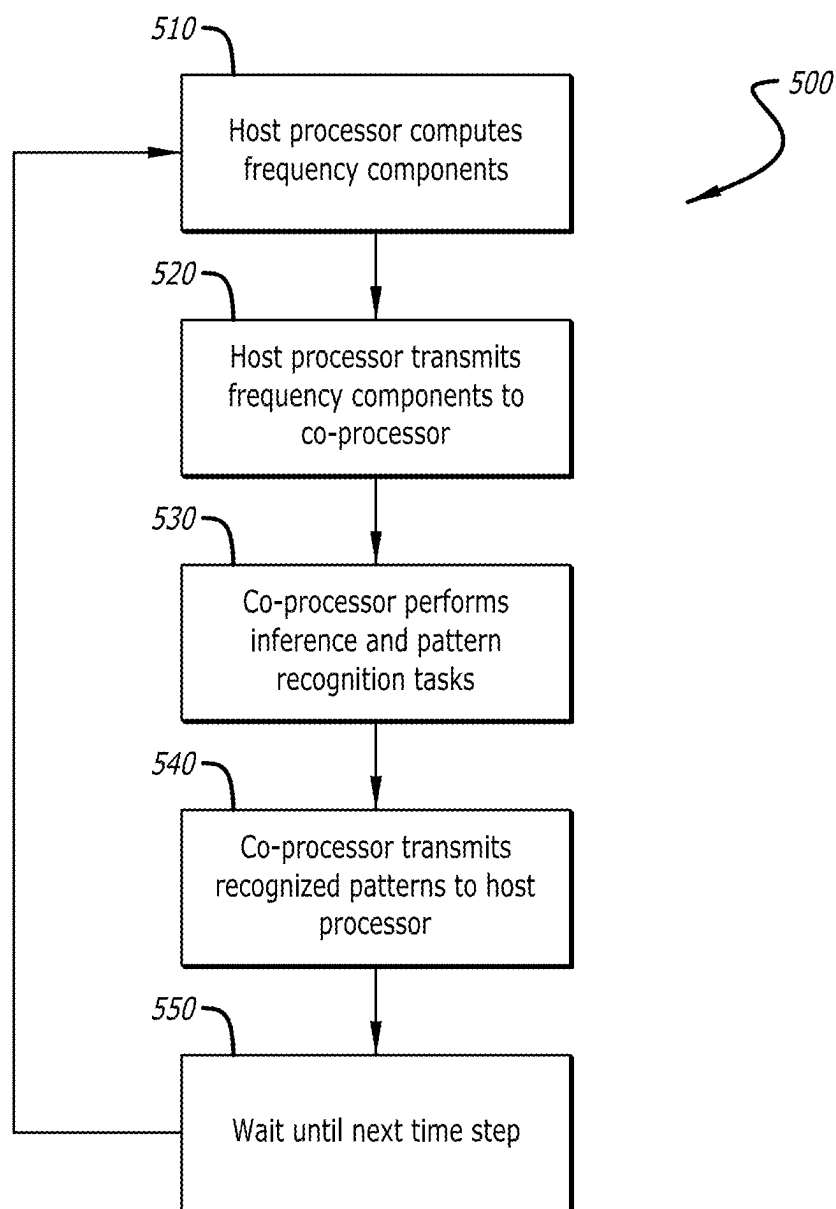 510
500
Host processor computes
frequency components
520
Host processor transmits
frequency components to
co-processor
530
Co-processor performs
inference and pattern
recognition tasks
540
Co-processor transmits
recognized patterns to host
processor
550
Wait until next time step